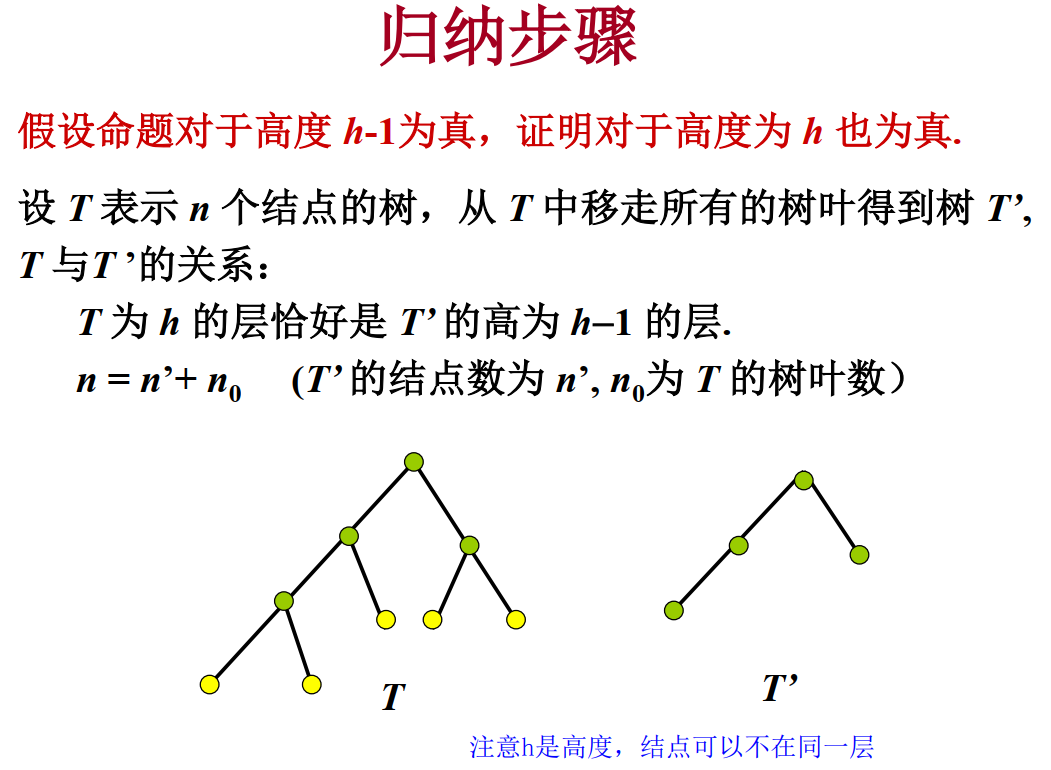 归纳步骤
假设命题对于高度 h-1为真，证明对于高度为 h 也为真.
设 T 表示 n 个结点的树，从 T 中移走所有的树叶得到树 T’,
T 与T ’的关系：
T 为 h 的层恰好是 T’ 的高为 h–1 的层.
n = n’+ n₀ (T’ 的结点数为 n’, n₀为 T 的树叶数）
T
T’
注意h是高度，结点可以不在同一层